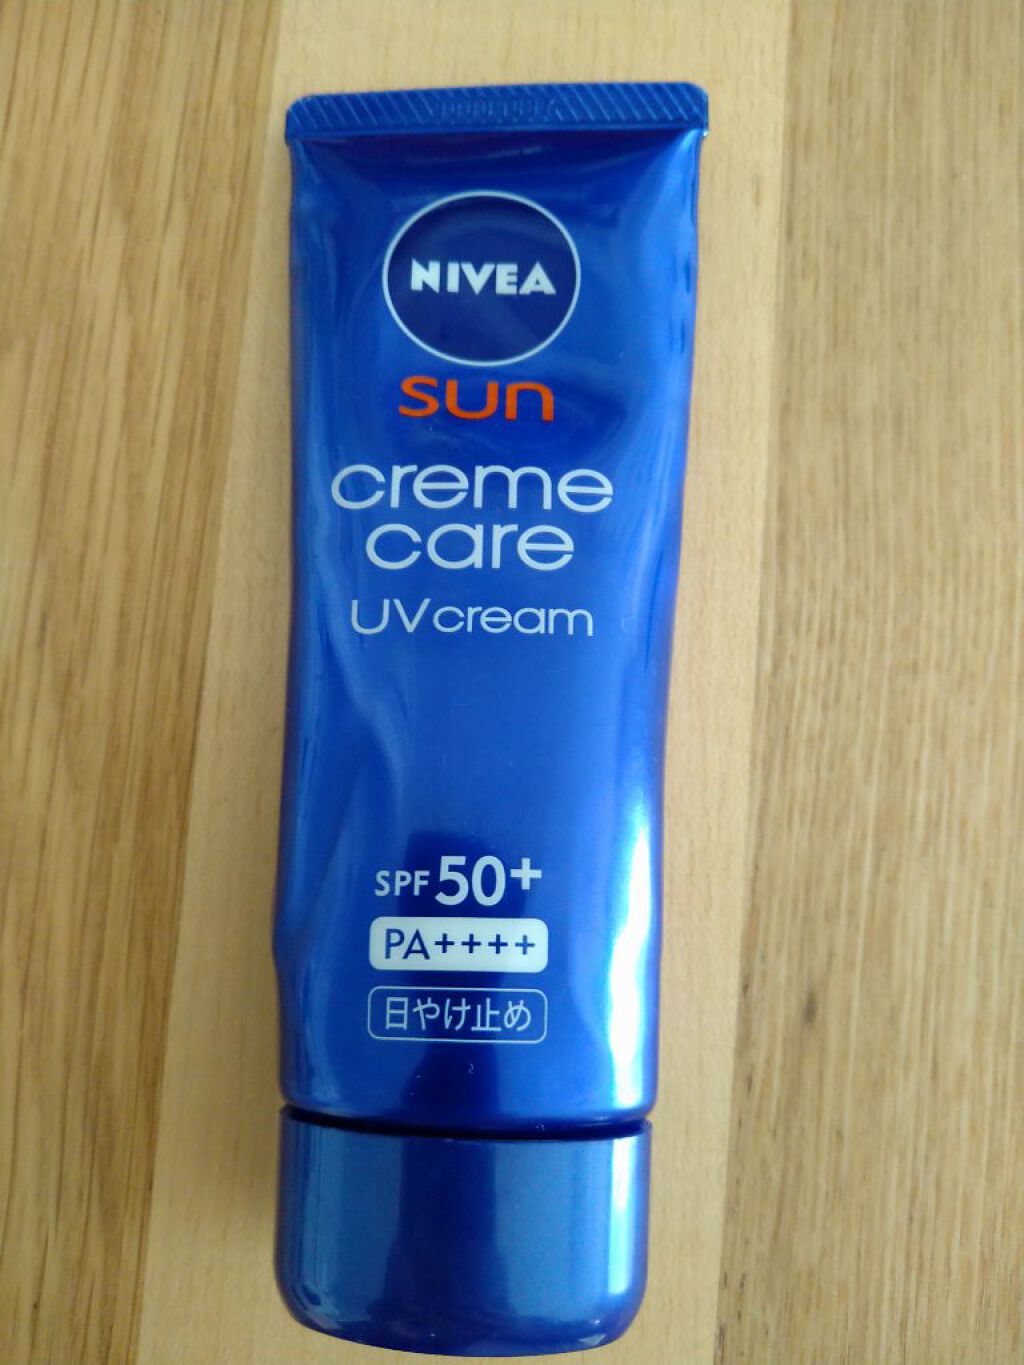 NIVEA
sun
creme
care
UV cream
SPF 50+
PA++++
日やけ止め